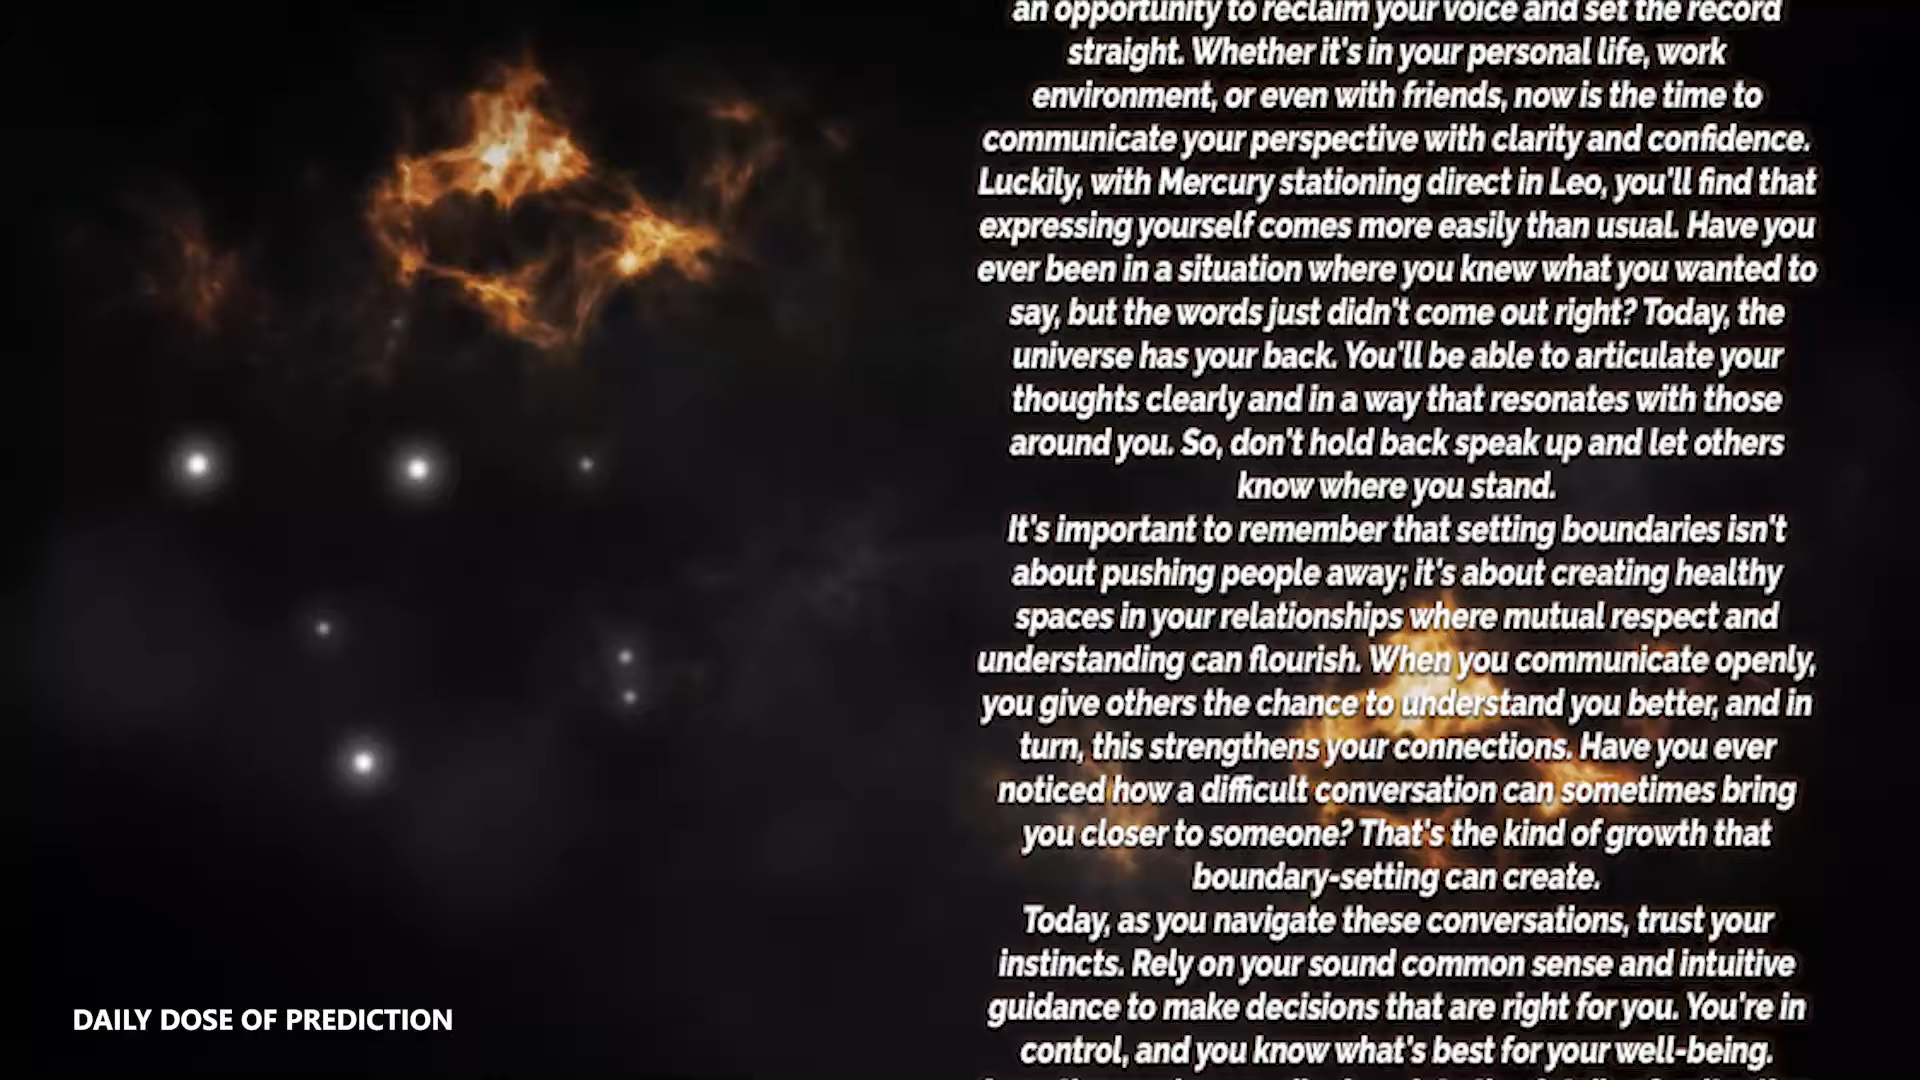 an opportunity to reclaim your voice and set the record
straight. Whether it's in your personal life, work
environment, or even with friends, now is the time to
communicate your perspective with clarity and confidence.
Luckily, with Mercury stationing direct in Leo, you'll find that
expressing yourself comes more easily than usual. Have you
ever been in a situation where you knew what you wanted to
say, but the words just didn't come out right? Today, the
universe has your back. You'll be able to articulate your
thoughts clearly and in a way that resonates with those
around you. So, don't hold back speak up and let others
know where you stand.
It's important to remember that setting boundaries isn't
about pushing people away; it's about creating healthy
spaces in your relationships where mutual respect and
understanding can flourish. When you communicate openly,
you give others the chance to understand you better, and in
turn, this strengthens your connections. Have you ever
noticed how a difficult conversation can sometimes bring
you closer to someone? That's the kind of growth that
boundary-setting can create.
Today, as you navigate these conversations, trust your
instincts. Rely on your sound common sense and intuitive
guidance to make decisions that are right for you. You're in
control, and you know what's best for your well-being.
DAILY DOSE OF PREDICTION